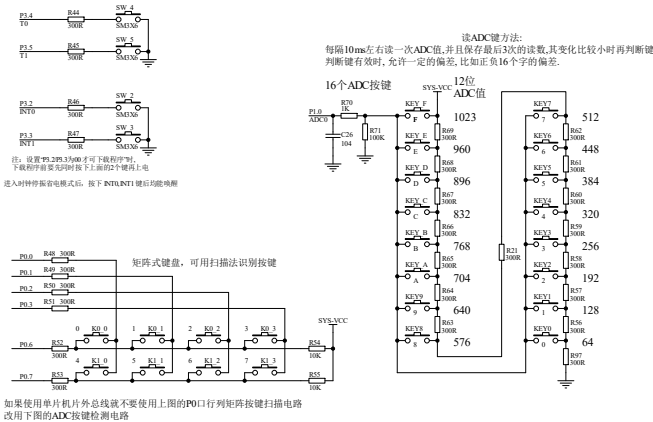 P3.4
T0
R44
300R
SW_4
SM3X6
P3.5
T1
R45
300R
SW_5
SM3X6
P3.2
INT0
R46
300R
SW_2
SM3X6
P3.3
INT1
R47
300R
SW_3
SM3X6
注：设置"P3.2/P3.3为00才可下载程序"时，
下载程序前要先同时按下上面的2个键再上电
进入时钟停振省电模式后，按下 INT0,INT1 键后均能唤醒
读ADC键方法:
每隔10ms左右读一次ADC值,并且保存最后3次的读数,其变化比较小时再判断键
判断键有效时, 允许一定的偏差, 比如正负16个字的偏差.
16个ADC按键
SYS-VCC
12位
ADC值
P1.0
ADC0
R70
1K
C26
104
R71
100K
KEY_F
F
1023
R69
300R
KEY_E
E
960
R68
300R
KEY_D
D
896
R67
300R
KEY_C
C
832
R66
300R
KEY_B
B
768
R65
300R
KEY_A
A
704
R64
300R
KEY9
9
640
R63
300R
KEY8
8
576
R21
300R
KEY7
7
512
R62
300R
KEY6
6
448
R61
300R
KEY5
5
384
R60
300R
KEY4
4
320
R59
300R
KEY3
3
256
R58
300R
KEY2
2
192
R57
300R
KEY1
1
128
R56
300R
KEY0
0
64
R97
300R
P0.0
R48 300R
P0.1
R49 300R
P0.2
R50 300R
P0.3
R51 300R
矩阵式键盘，可用扫描法识别按键
SYS-VCC
0 K0_0
1 K0_1
2 K0_2
3 K0_3
P0.6
R52
300R
R54
10K
4 K1_0
5 K1_1
6 K1_2
7 K1_3
P0.7
R53
300R
R55
10K
如果使用单片机片外总线就不要使用上图的P0口行列矩阵按键扫描电路
改用下图的ADC按键检测电路